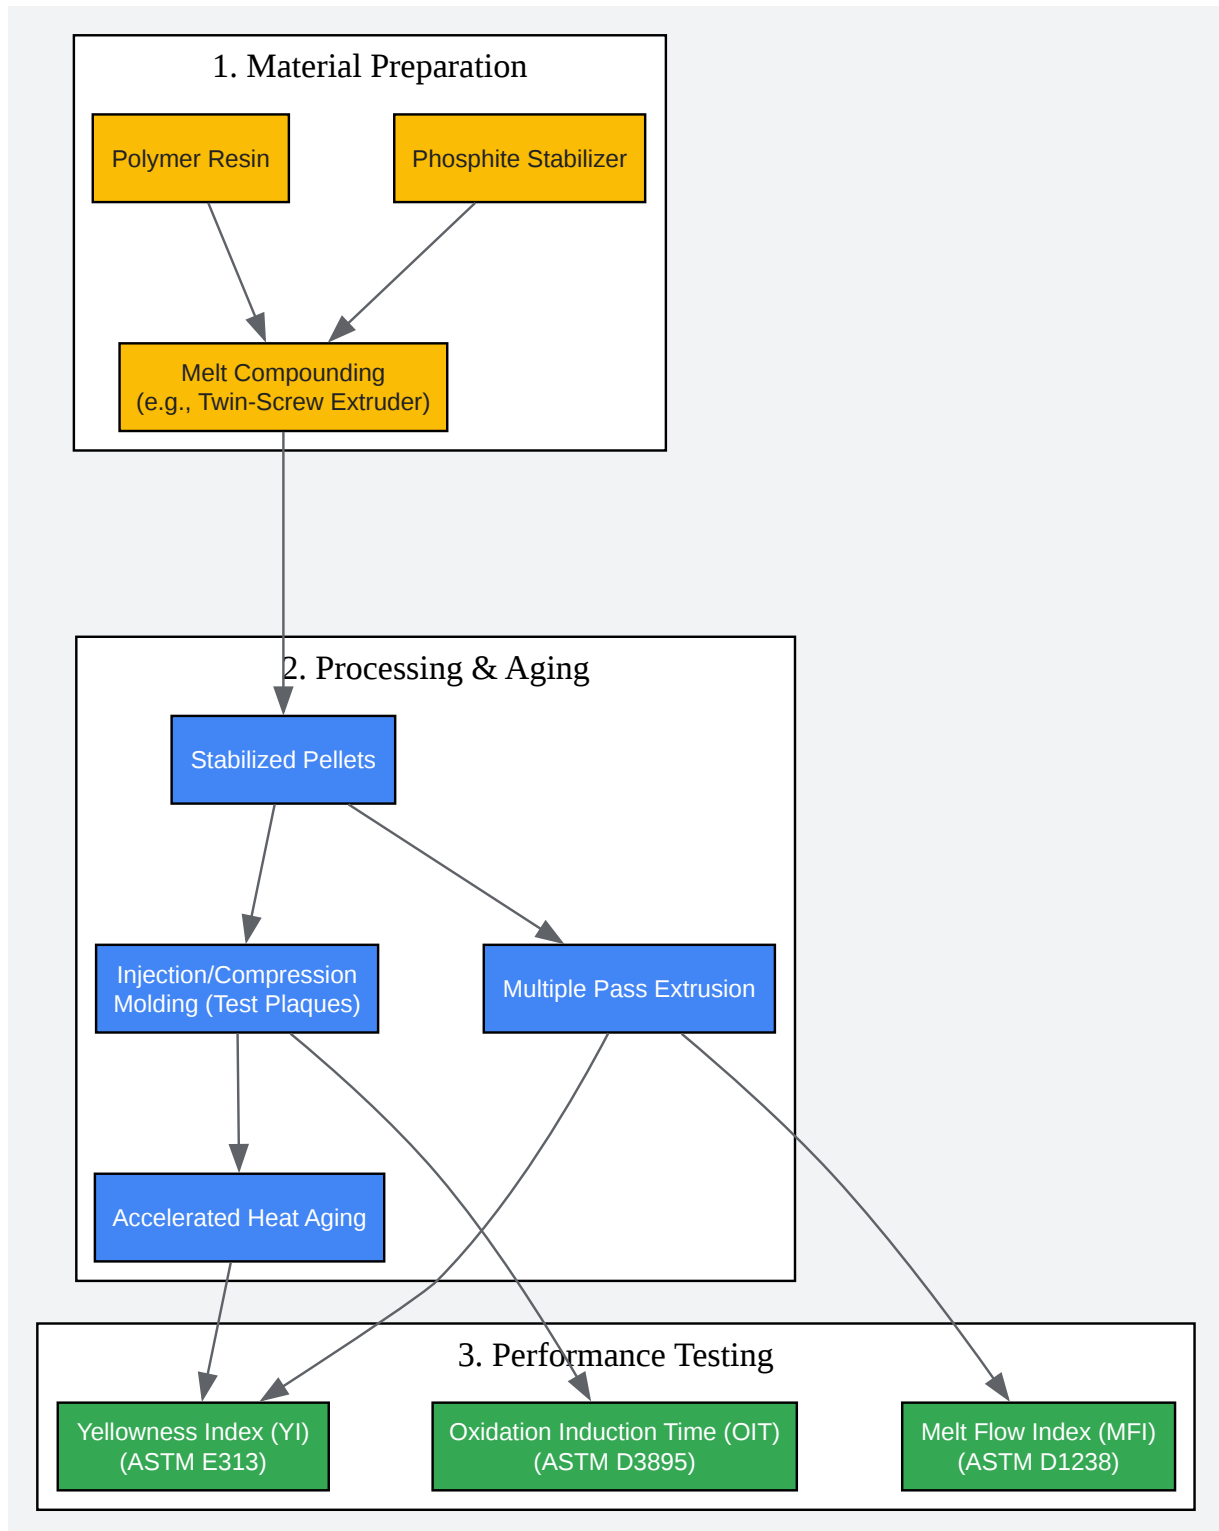 1. Material Preparation
Polymer Resin
Phosphite Stabilizer
Melt Compounding
(e.g., Twin-Screw Extruder)
2. Processing & Aging
Stabilized Pellets
Injection/Compression
Molding (Test Plaques)
Multiple Pass Extrusion
Accelerated Heat Aging
3. Performance Testing
Yellowness Index (YI)
(ASTM E313)
Oxidation Induction Time (OIT)
(ASTM D3895)
Melt Flow Index (MFI)
(ASTM D1238)